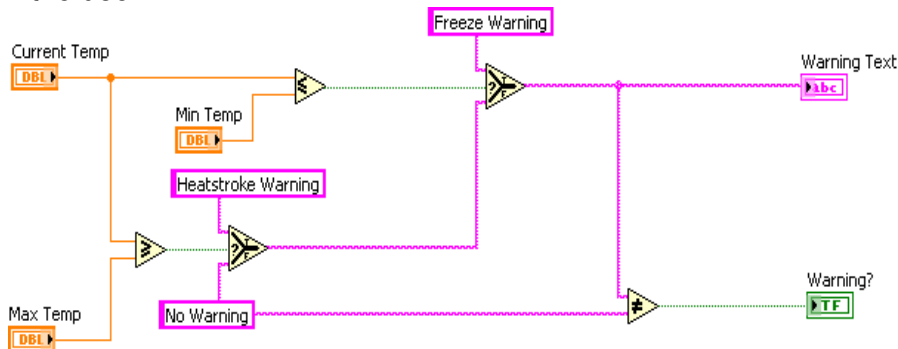 Freeze Warning
Current Temp
DBL
Warning Text
abc
Min Temp
DBL
Heatstroke Warning
No Warning
Warning?
TF
Max Temp
DBL